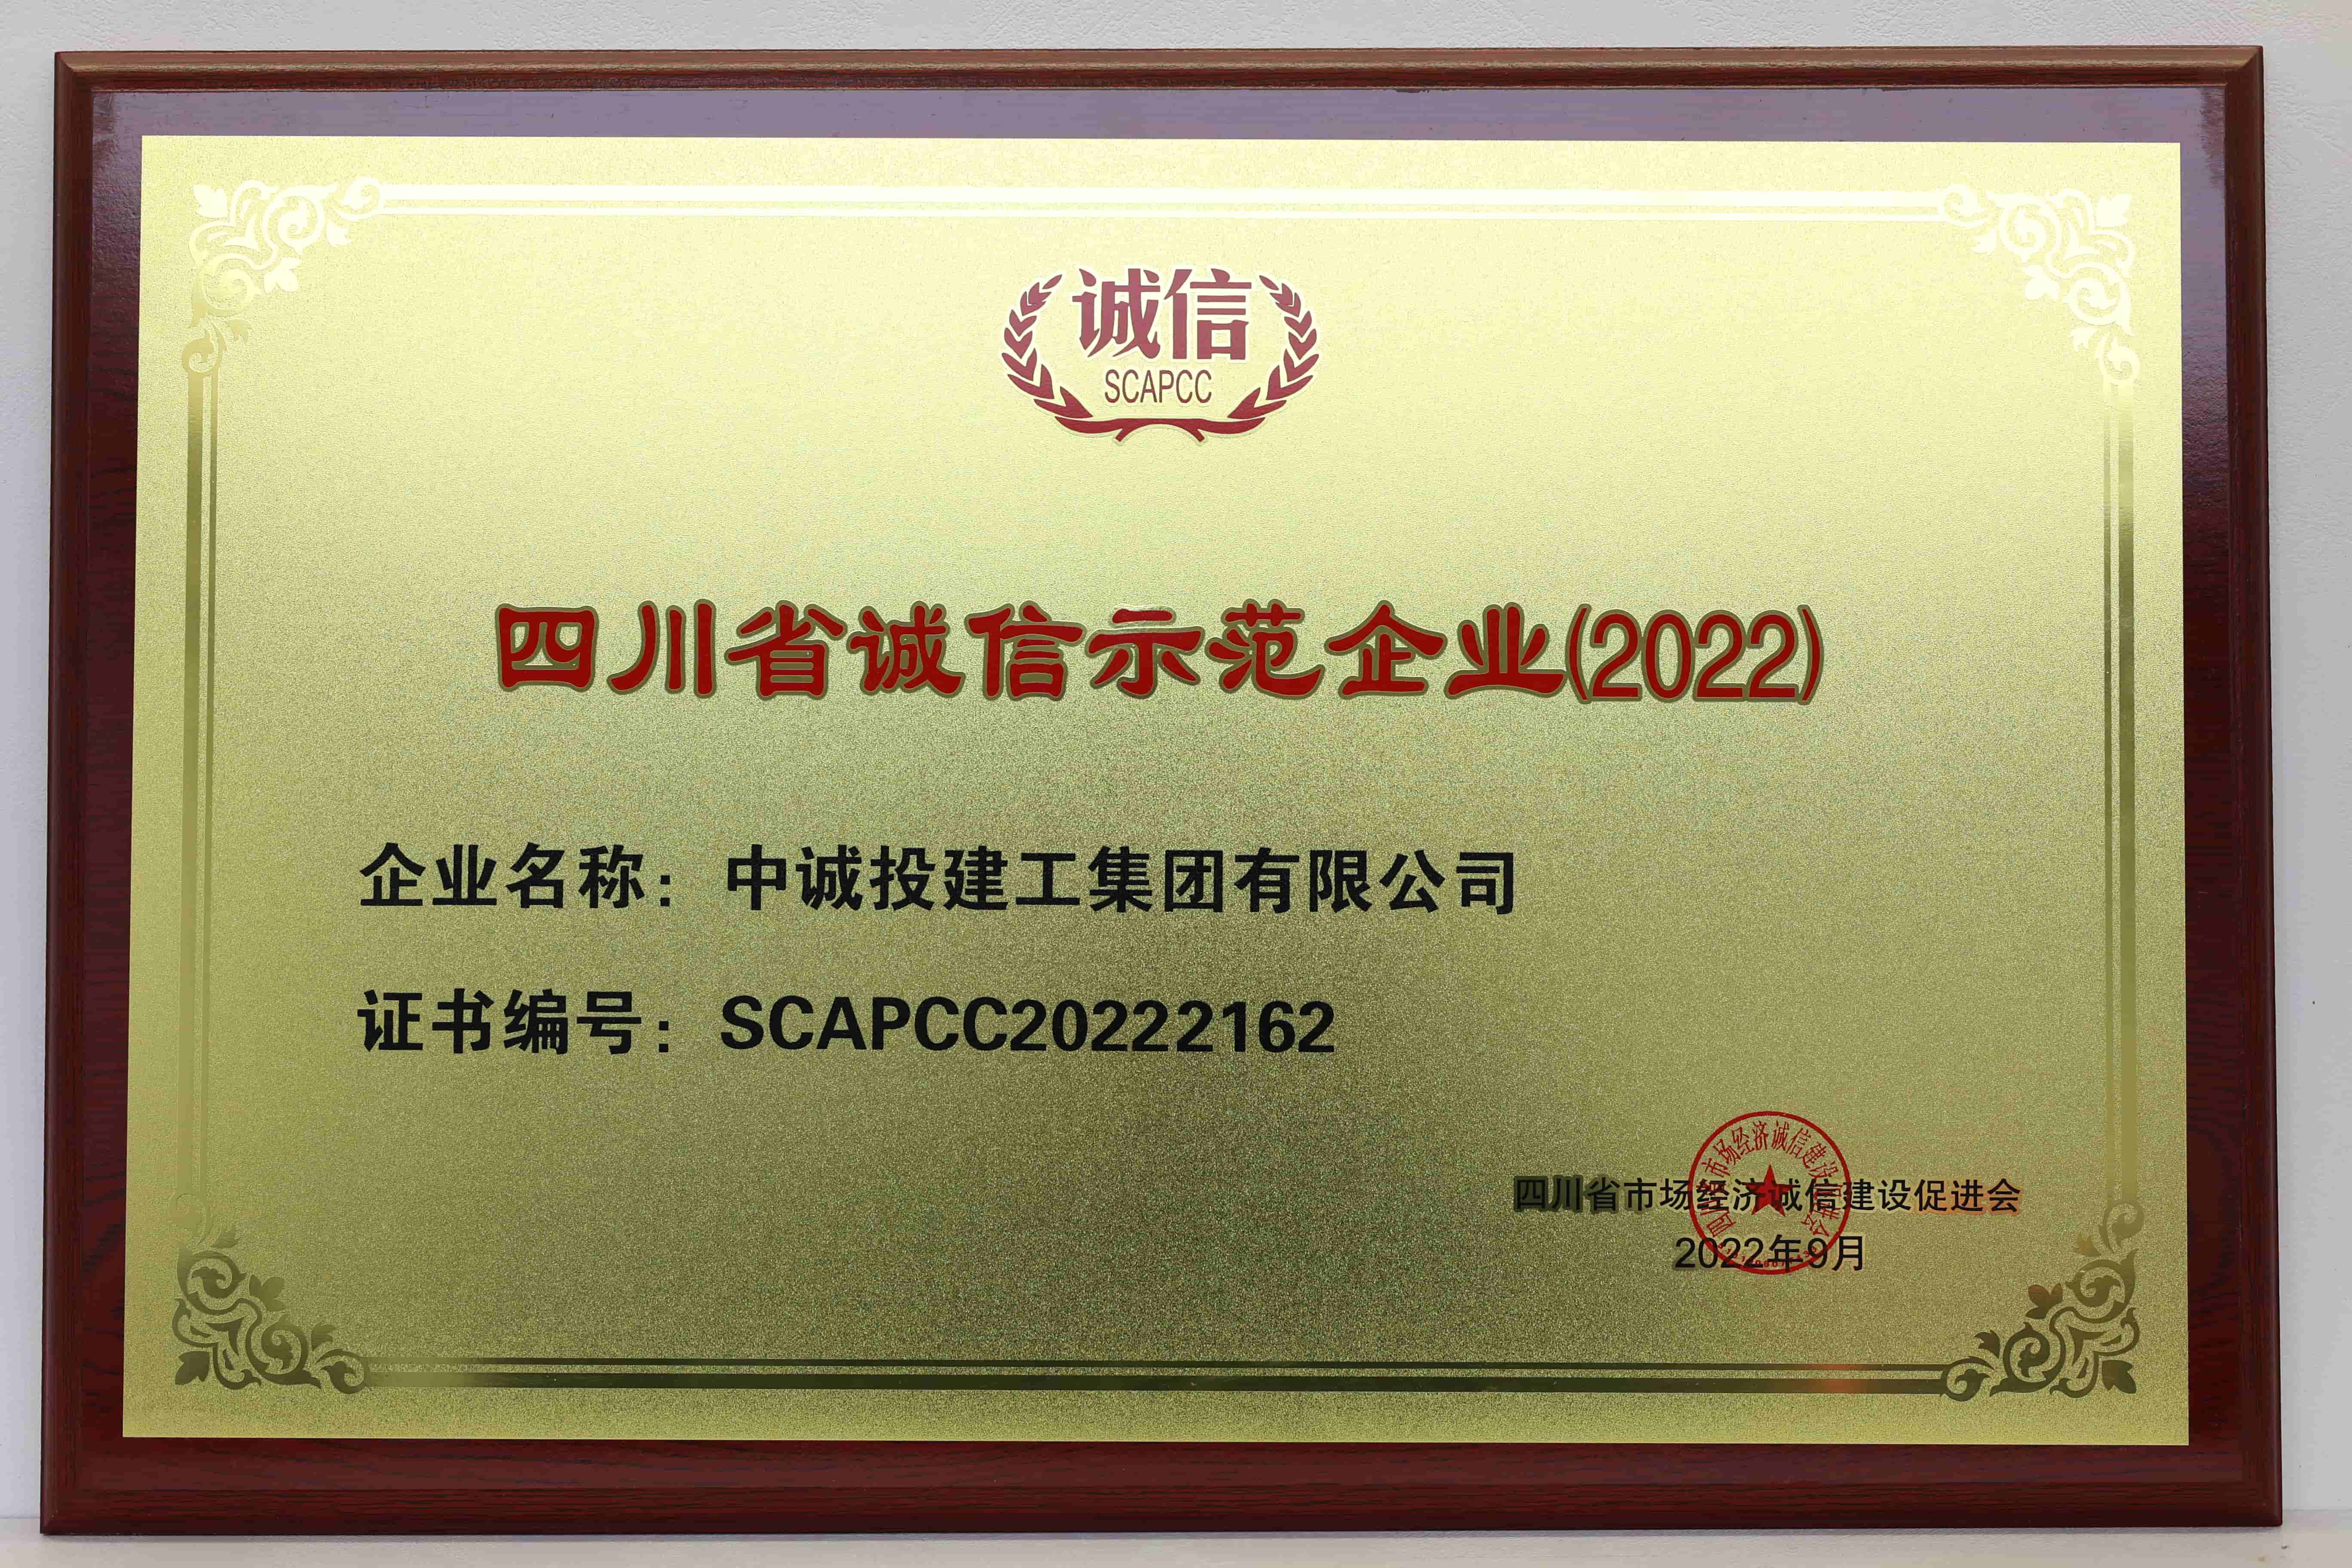 诚信
SCAPCC
四川省诚信示范企业(2022)
企业名称：中诚投建工集团有限公司
证书编号：SCAPCC20222162
四川省市场经济诚信建设促进会
2022年9月